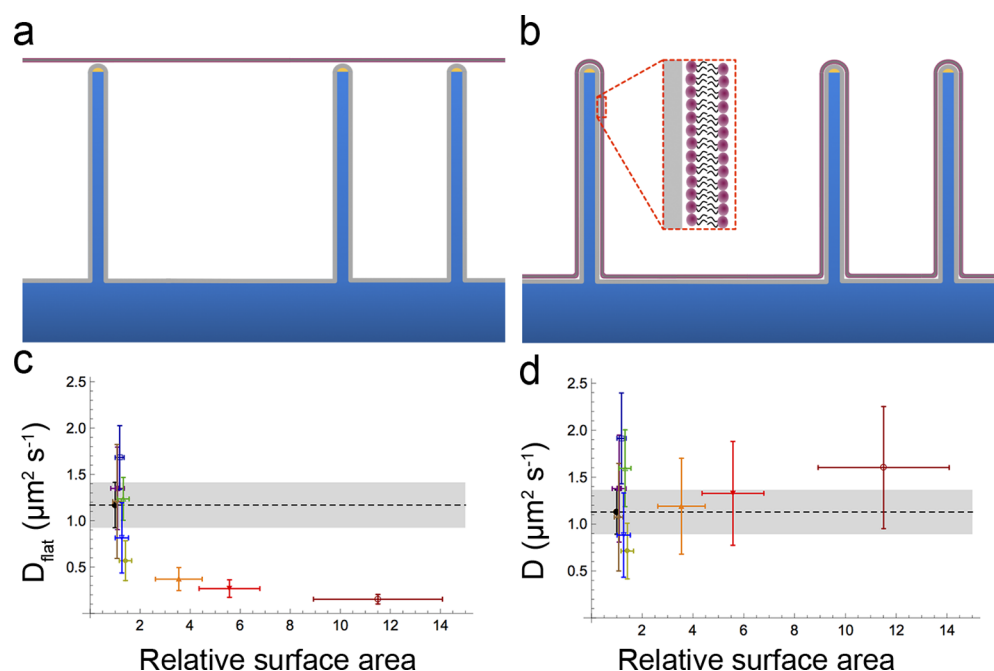 a
b
c
2.5
2.0
1.5
1.0
0.5
2 4 6 8 10 12 14
D_flat (μm² s⁻¹)
Relative surface area
d
2.5
2.0
1.5
1.0
0.5
2 4 6 8 10 12 14
D (μm² s⁻¹)
Relative surface area